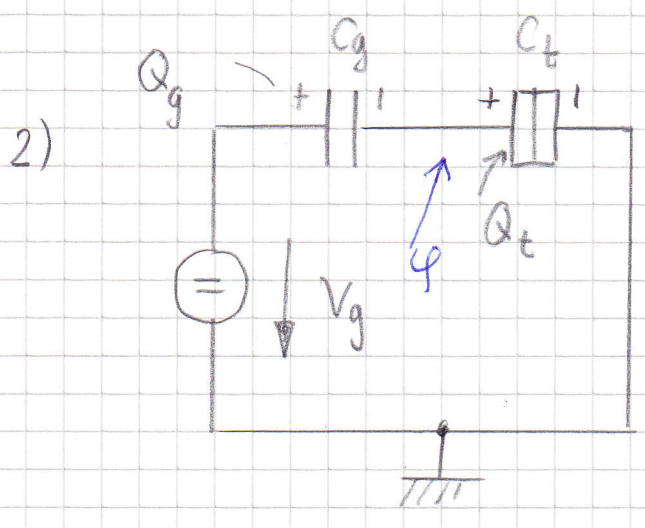 Cg Ct
Qg + - + -
2)
Qt
φ
= Vg